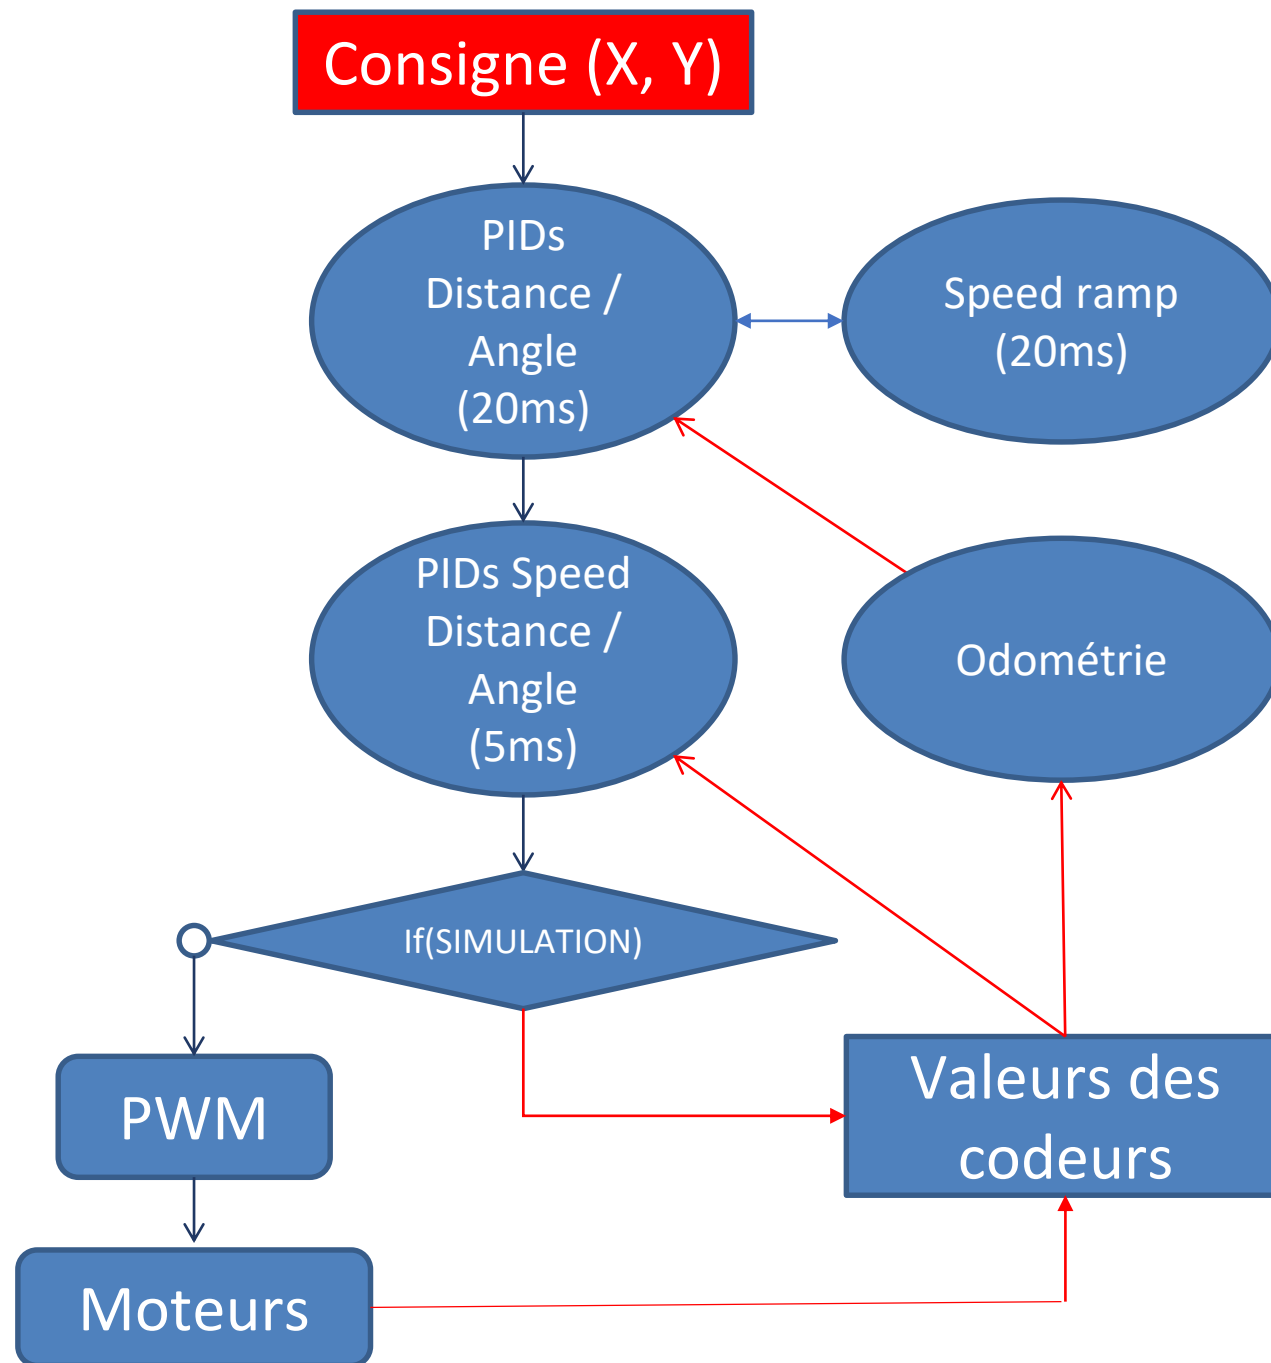 Consigne (X, Y)
PIDs
Distance /
Angle
(20ms)
Speed ramp
(20ms)
PIDs Speed
Distance /
Angle
(5ms)
Odométrie
If(SIMULATION)
PWM
Valeurs des
codeurs
Moteurs